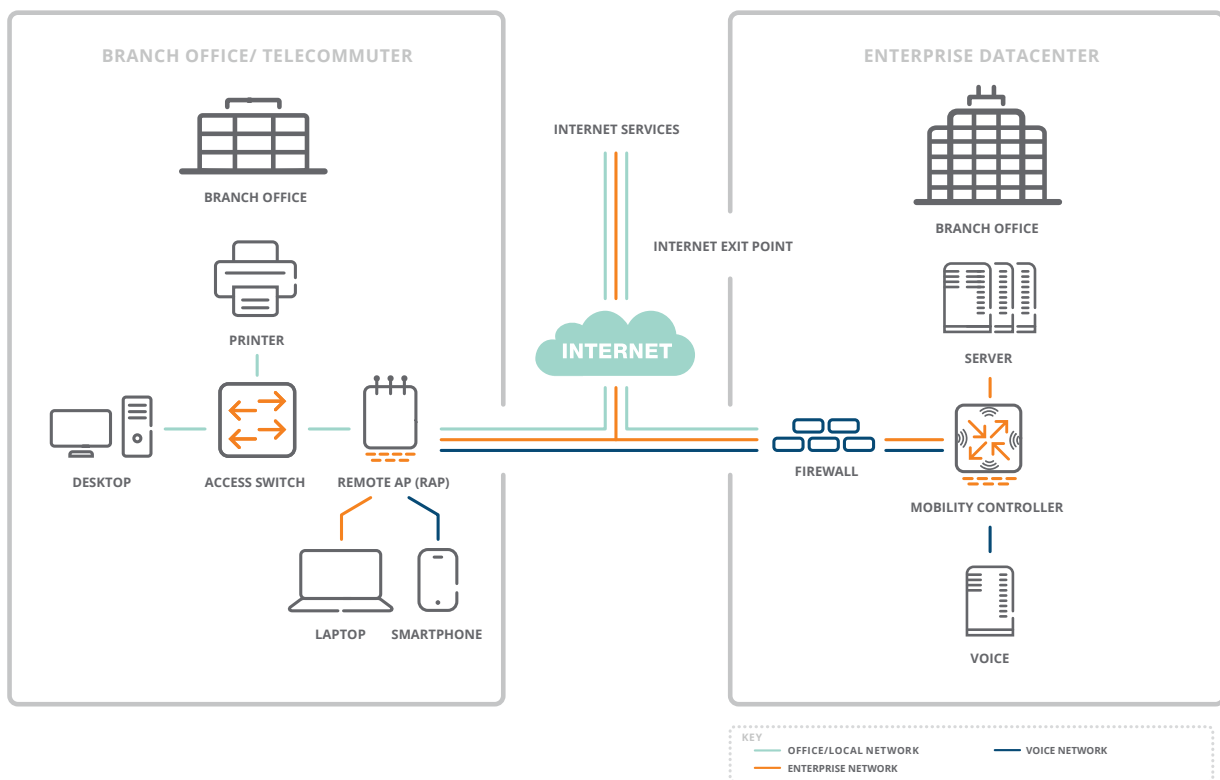 BRANCH OFFICE/ TELECOMMUTER
BRANCH OFFICE
PRINTER
DESKTOP
ACCESS SWITCH
REMOTE AP (RAP)
LAPTOP
SMARTPHONE
INTERNET SERVICES
INTERNET EXIT POINT
INTERNET
ENTERPRISE DATACENTER
BRANCH OFFICE
SERVER
FIREWALL
MOBILITY CONTROLLER
VOICE
KEY
OFFICE/LOCAL NETWORK
VOICE NETWORK
ENTERPRISE NETWORK